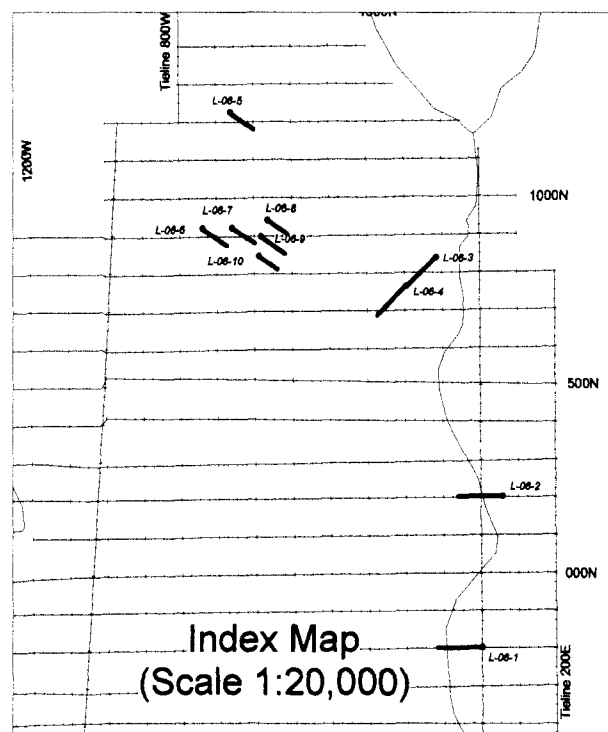 Tieline 800W
1200W
L-06-5
1000N
L-06-7
L-06-8
L-06-6
L-06-9
L-06-10
L-06-3
L-06-4
500N
L-06-2
000N
Index Map
(Scale 1:20,000)
L-06-1
Tieline 200E